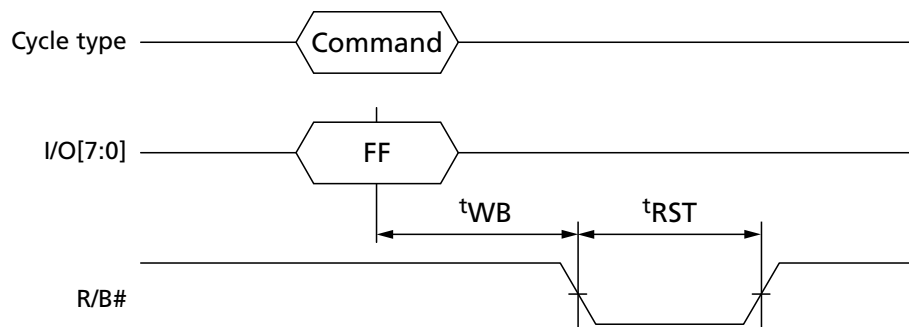 Cycle type
Command
I/O[7:0]
FF
tWB
tRST
R/B#